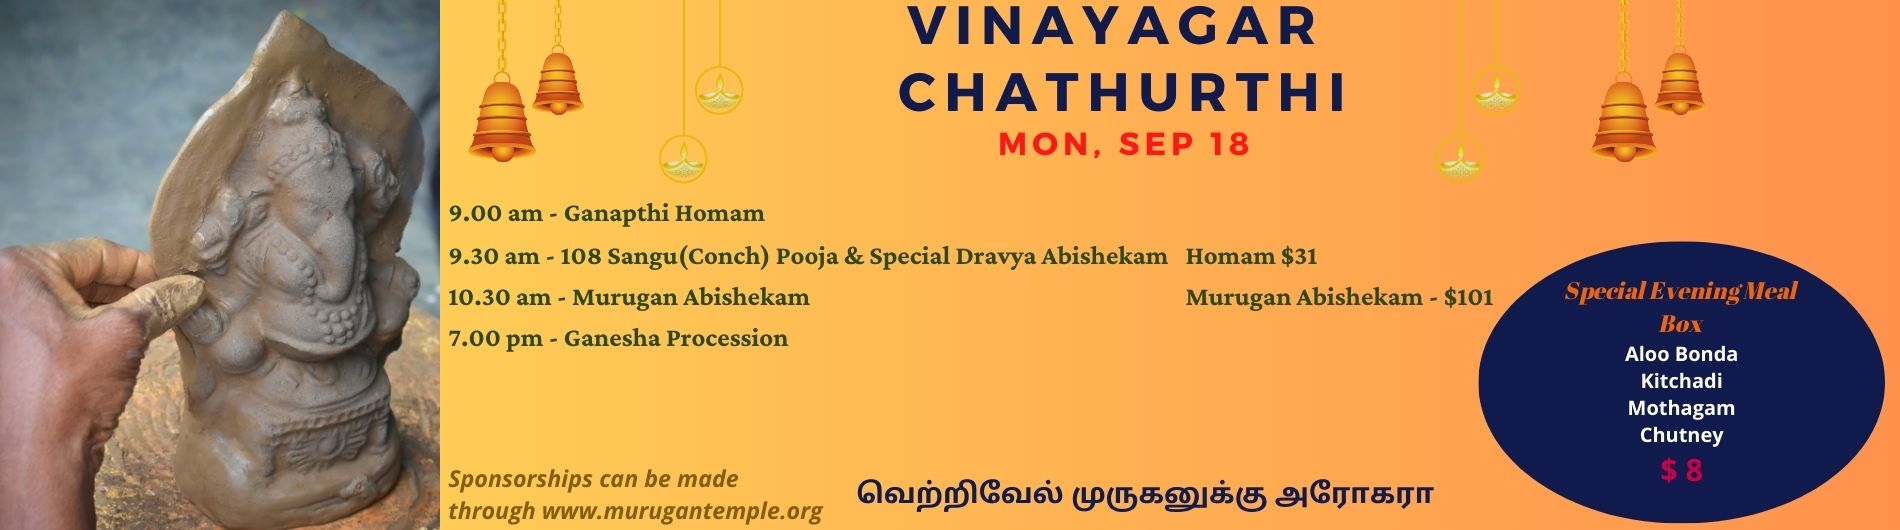 VINAYAGAR
CHATHURTHI
MON, SEP 18
9.00 am - Ganapthi Homam
9.30 am - 108 Sangu(Conch) Pooja & Special Dravya Abishekam
10.30 am - Murugan Abishekam
7.00 pm - Ganesha Procession
Homam $31
Murugan Abishekam - $101
Special Evening Meal
Box
Aloo Bonda
Kitchadi
Mothagam
Chutney
$ 8
Sponsorships can be made
through www.murugantemple.org
வெற்றிவேல் முருகனுக்கு அரோகரா